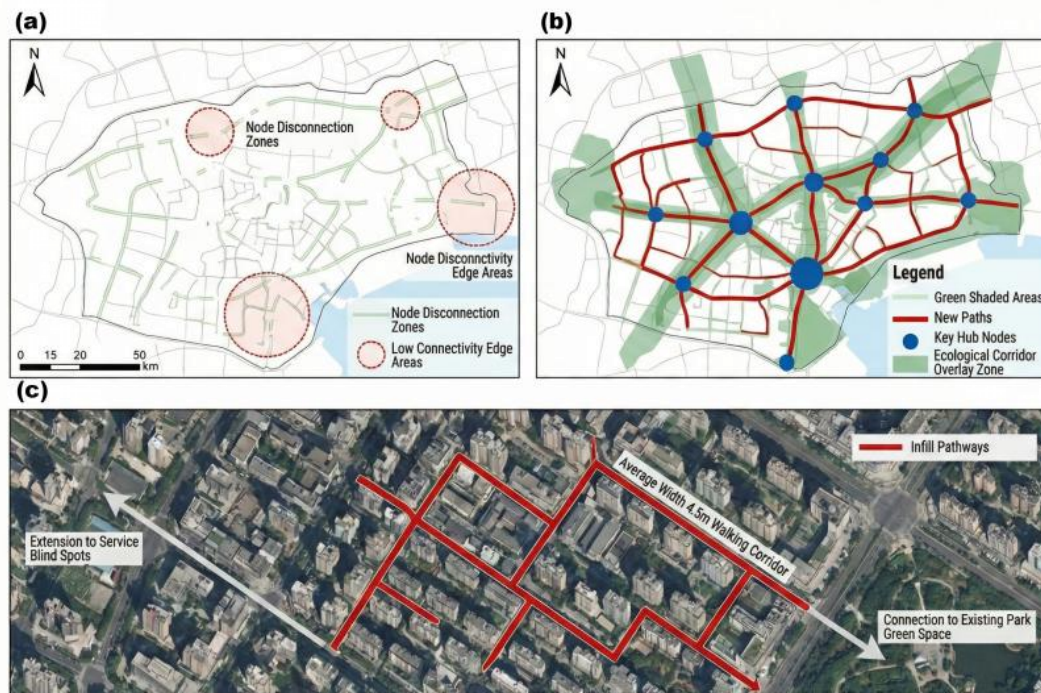 (a)
N
Node Disconnection
Zones
Node Disconnctivity
Edge Areas
Node Disconnection
Zones
Low Connectivity Edge
Areas
0 15 20 50
km
(b)
N
Legend
Green Shaded Areas
New Paths
Key Hub Nodes
Ecological Corridor
Overlay Zone
(c)
Infill Pathways
Average Width 4.5m Walking Corridor
Extension to Service
Blind Spots
Connection to Existing Park
Green Space